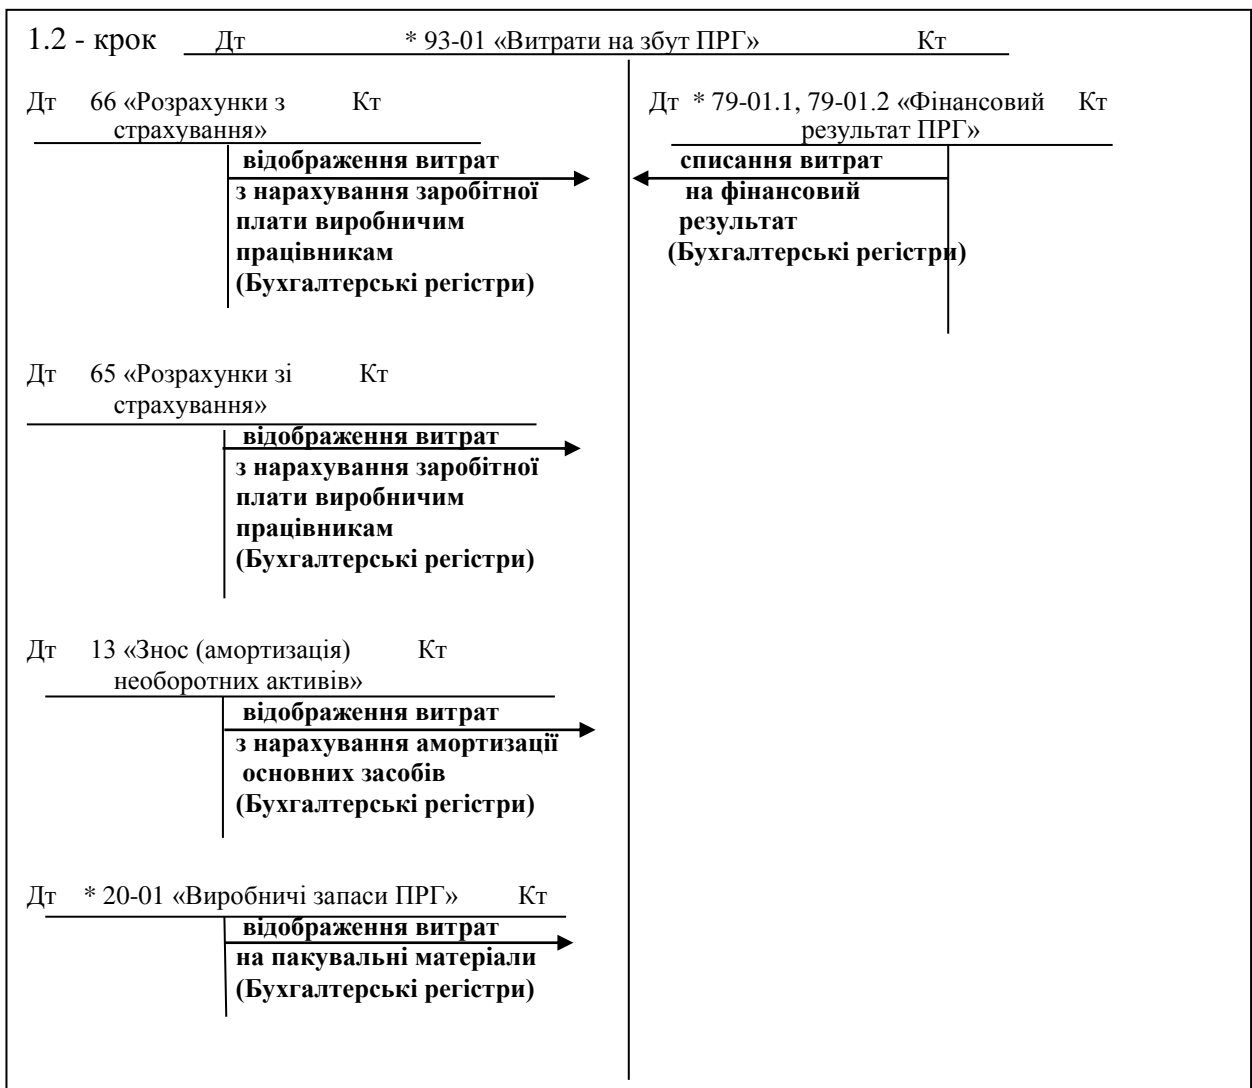 1.2 - крок Дт * 93-01 «Витрати на збут ПРГ» Кт
Дт 66 «Розрахунки з Кт
страхування»
відображення витрат
з нарахування заробітної
плати виробничим
працівникам
(Бухгалтерські регістри)
Дт * 79-01.1, 79-01.2 «Фінансовий Кт
результат ПРГ»
списання витрат
на фінансовий
результат
(Бухгалтерські регістри)
Дт 65 «Розрахунки зі Кт
страхування»
відображення витрат
з нарахування заробітної
плати виробничим
працівникам
(Бухгалтерські регістри)
Дт 13 «Знос (амортизація) Кт
необоротних активів»
відображення витрат
з нарахування амортизації
основних засобів
(Бухгалтерські регістри)
Дт * 20-01 «Виробничі запаси ПРГ» Кт
відображення витрат
на пакувальні матеріали
(Бухгалтерські регістри)